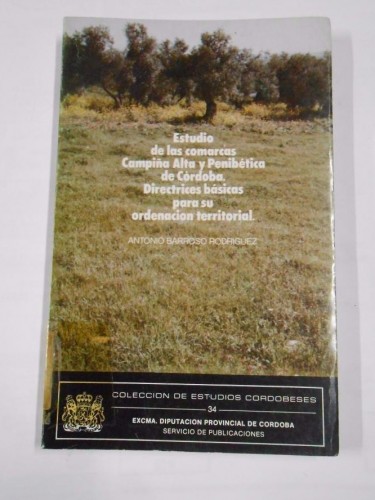 Estudio
de las comarcas
Campiña Alta y Penibética
de Córdoba.
Directrices básicas
para su
ordenacion territorial.
ANTONIO BARROSO RODRIGUEZ
COLECCION DE ESTUDIOS CORDOBESES
34
EXCMA. DIPUTACION PROVINCIAL DE CORDOBA
SERVICIO DE PUBLICACIONES